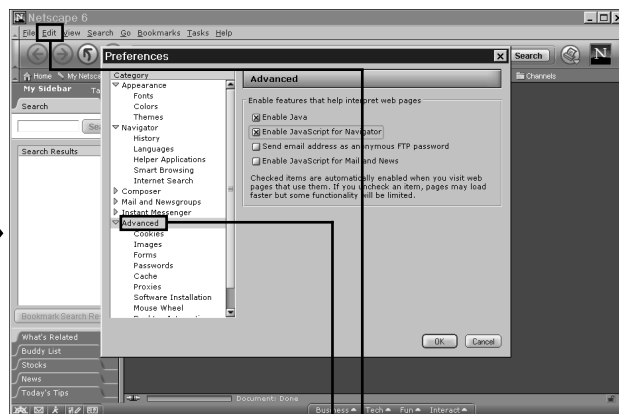 Netscape 6
File Edit View Search Go Bookmarks Tasks Help
Search
N
Home My Netsca
Channels
My Sidebar Ta
Search
Search Results
Bookmark Search Re
What's Related
Buddy List
Stocks
News
Today's Tips
Preferences
Category
Appearance
Fonts
Colors
Themes
Navigator
History
Languages
Helper Applications
Smart Browsing
Internet Search
Composer
Mail and Newsgroups
Instant Messenger
Advanced
Cookies
Images
Forms
Passwords
Cache
Proxies
Software Installation
Mouse Wheel
Advanced
Enable features that help interpret web pages
Enable Java
Enable JavaScript for Navigator
Send email address as anonymous FTP password
Enable JavaScript for Mail and News
Checked items are automatically enabled when you visit web
pages that use them. If you uncheck an item, pages may load
faster but some functionality will be limited.
OK Cancel
Document: Done
Business Tech Fun Interact